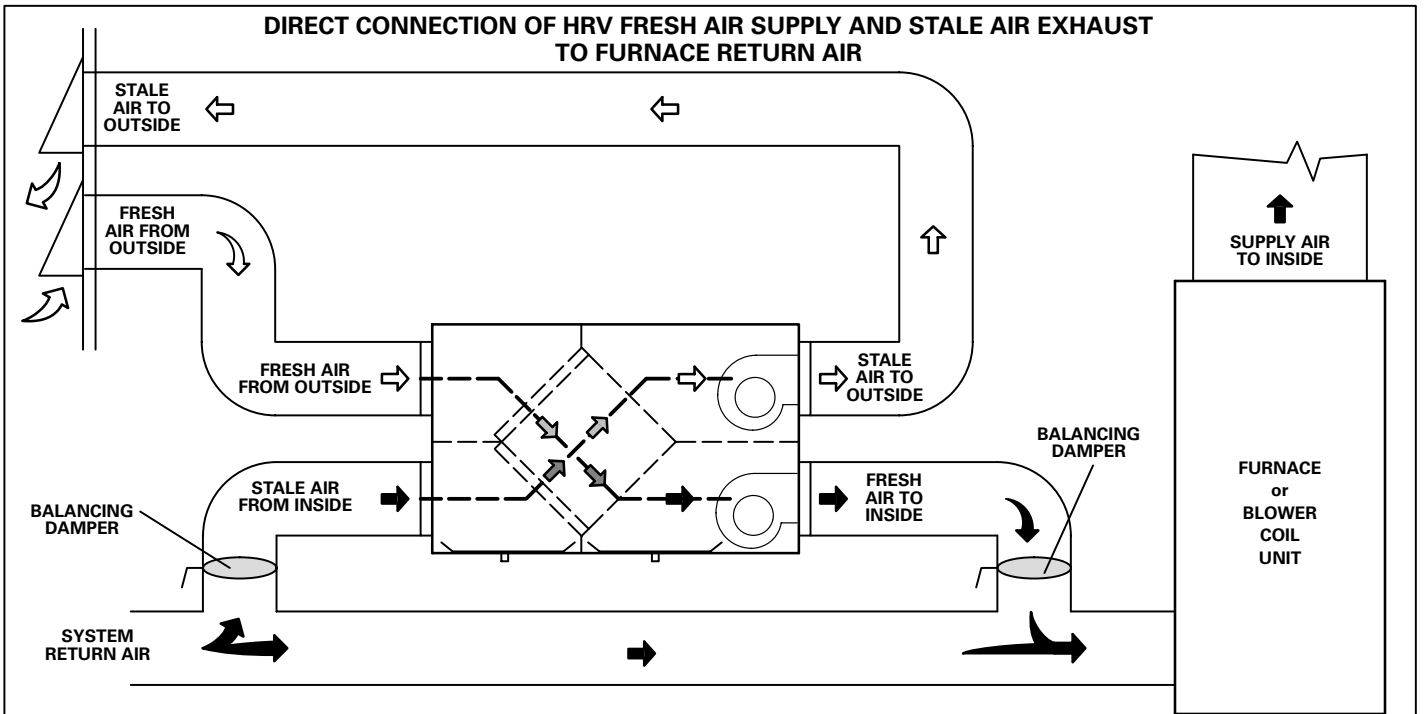 DIRECT CONNECTION OF HRV FRESH AIR SUPPLY AND STALE AIR EXHAUST
TO FURNACE RETURN AIR
STALE
AIR TO
OUTSIDE
FRESH
AIR FROM
OUTSIDE
SUPPLY AIR
TO INSIDE
FRESH AIR
FROM OUTSIDE
STALE
AIR TO
OUTSIDE
BALANCING
DAMPER
STALE AIR
FROM INSIDE
FRESH
AIR TO
INSIDE
BALANCING
DAMPER
FURNACE
or
BLOWER
COIL
UNIT
SYSTEM
RETURN AIR